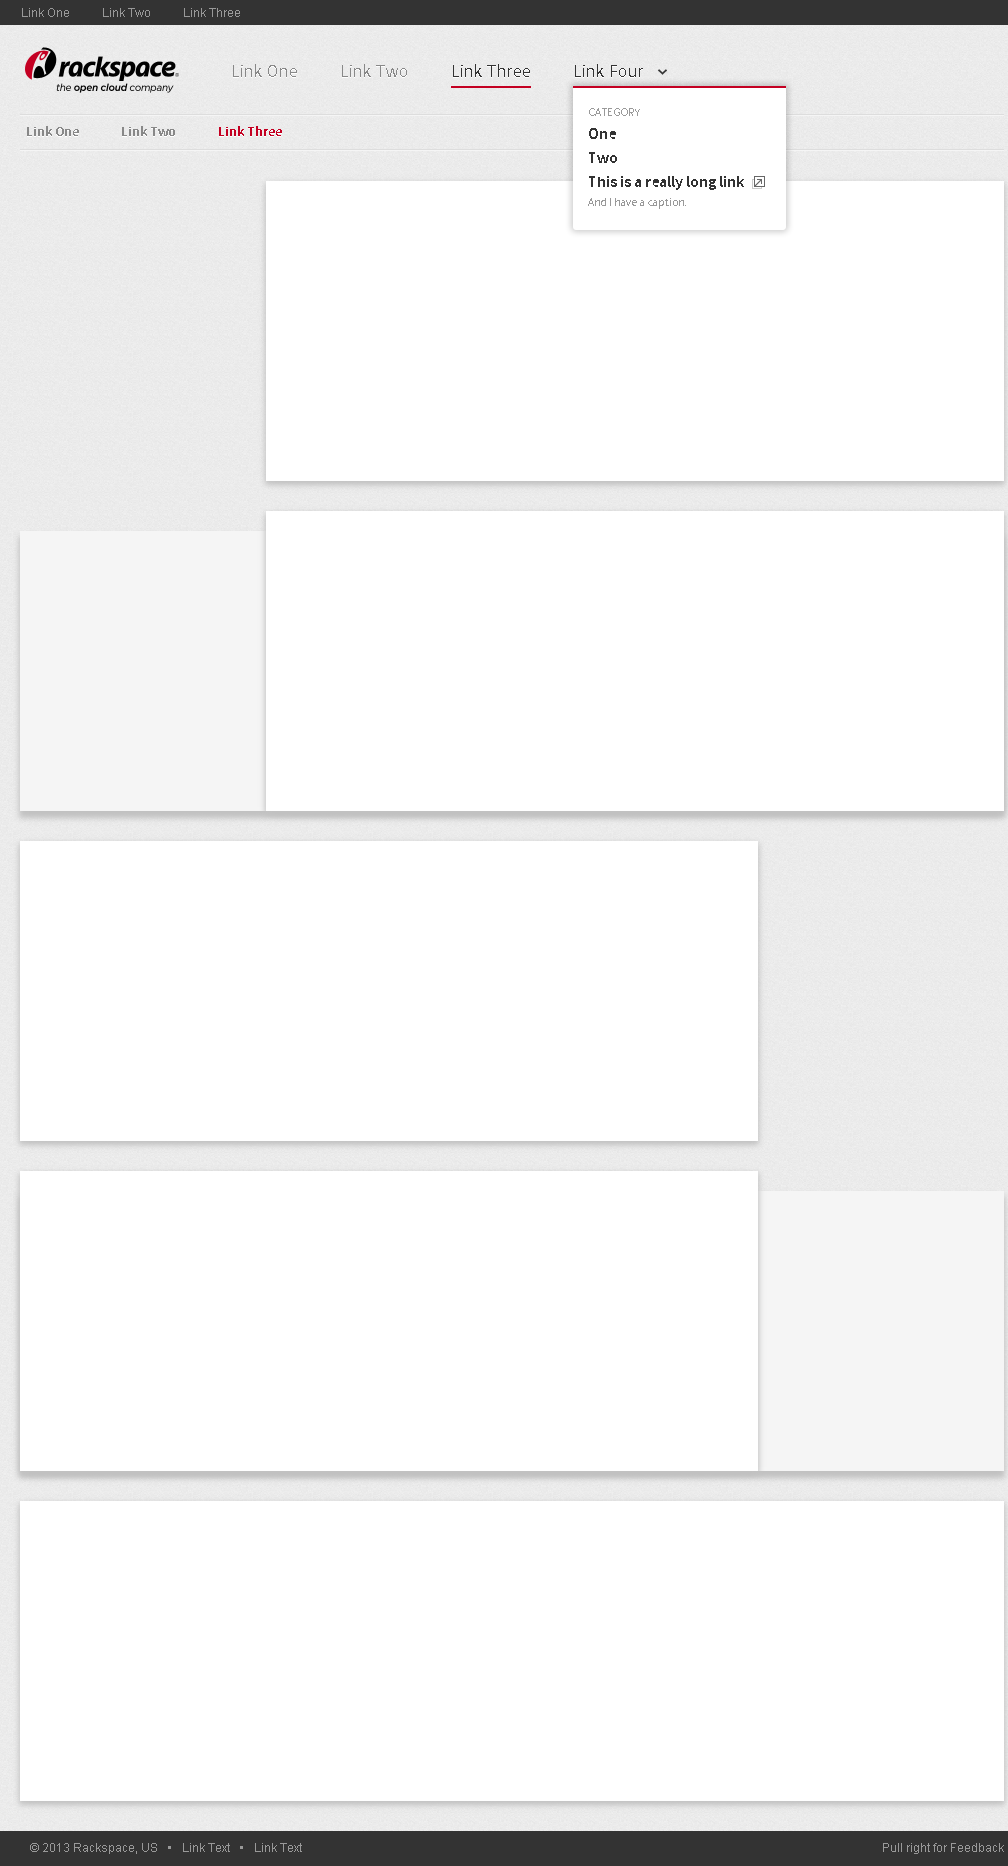 Link One Link Two Link Three
rackspace®
the open cloud company
Link One Link Two Link Three Link Four
CATEGORY
One
Two
This is a really long link
And I have a caption.
Link One Link Two Link Three
© 2013 Rackspace, US • Link Text • Link Text Pull right for Feedback